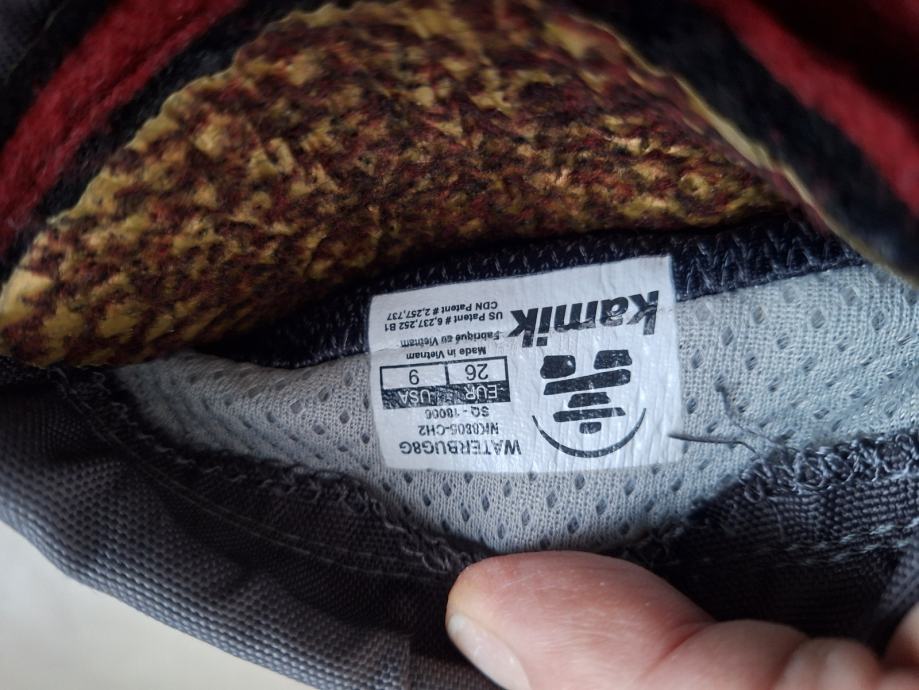 WATERBUG8G
NK8805-CH2
SQ - 18006
EUR USA
26 9
Made in Vietnam
Fabriqué au Vietnam
kamik
US Patent # 6,237,252 B1
CDN Patent # 2,257,737